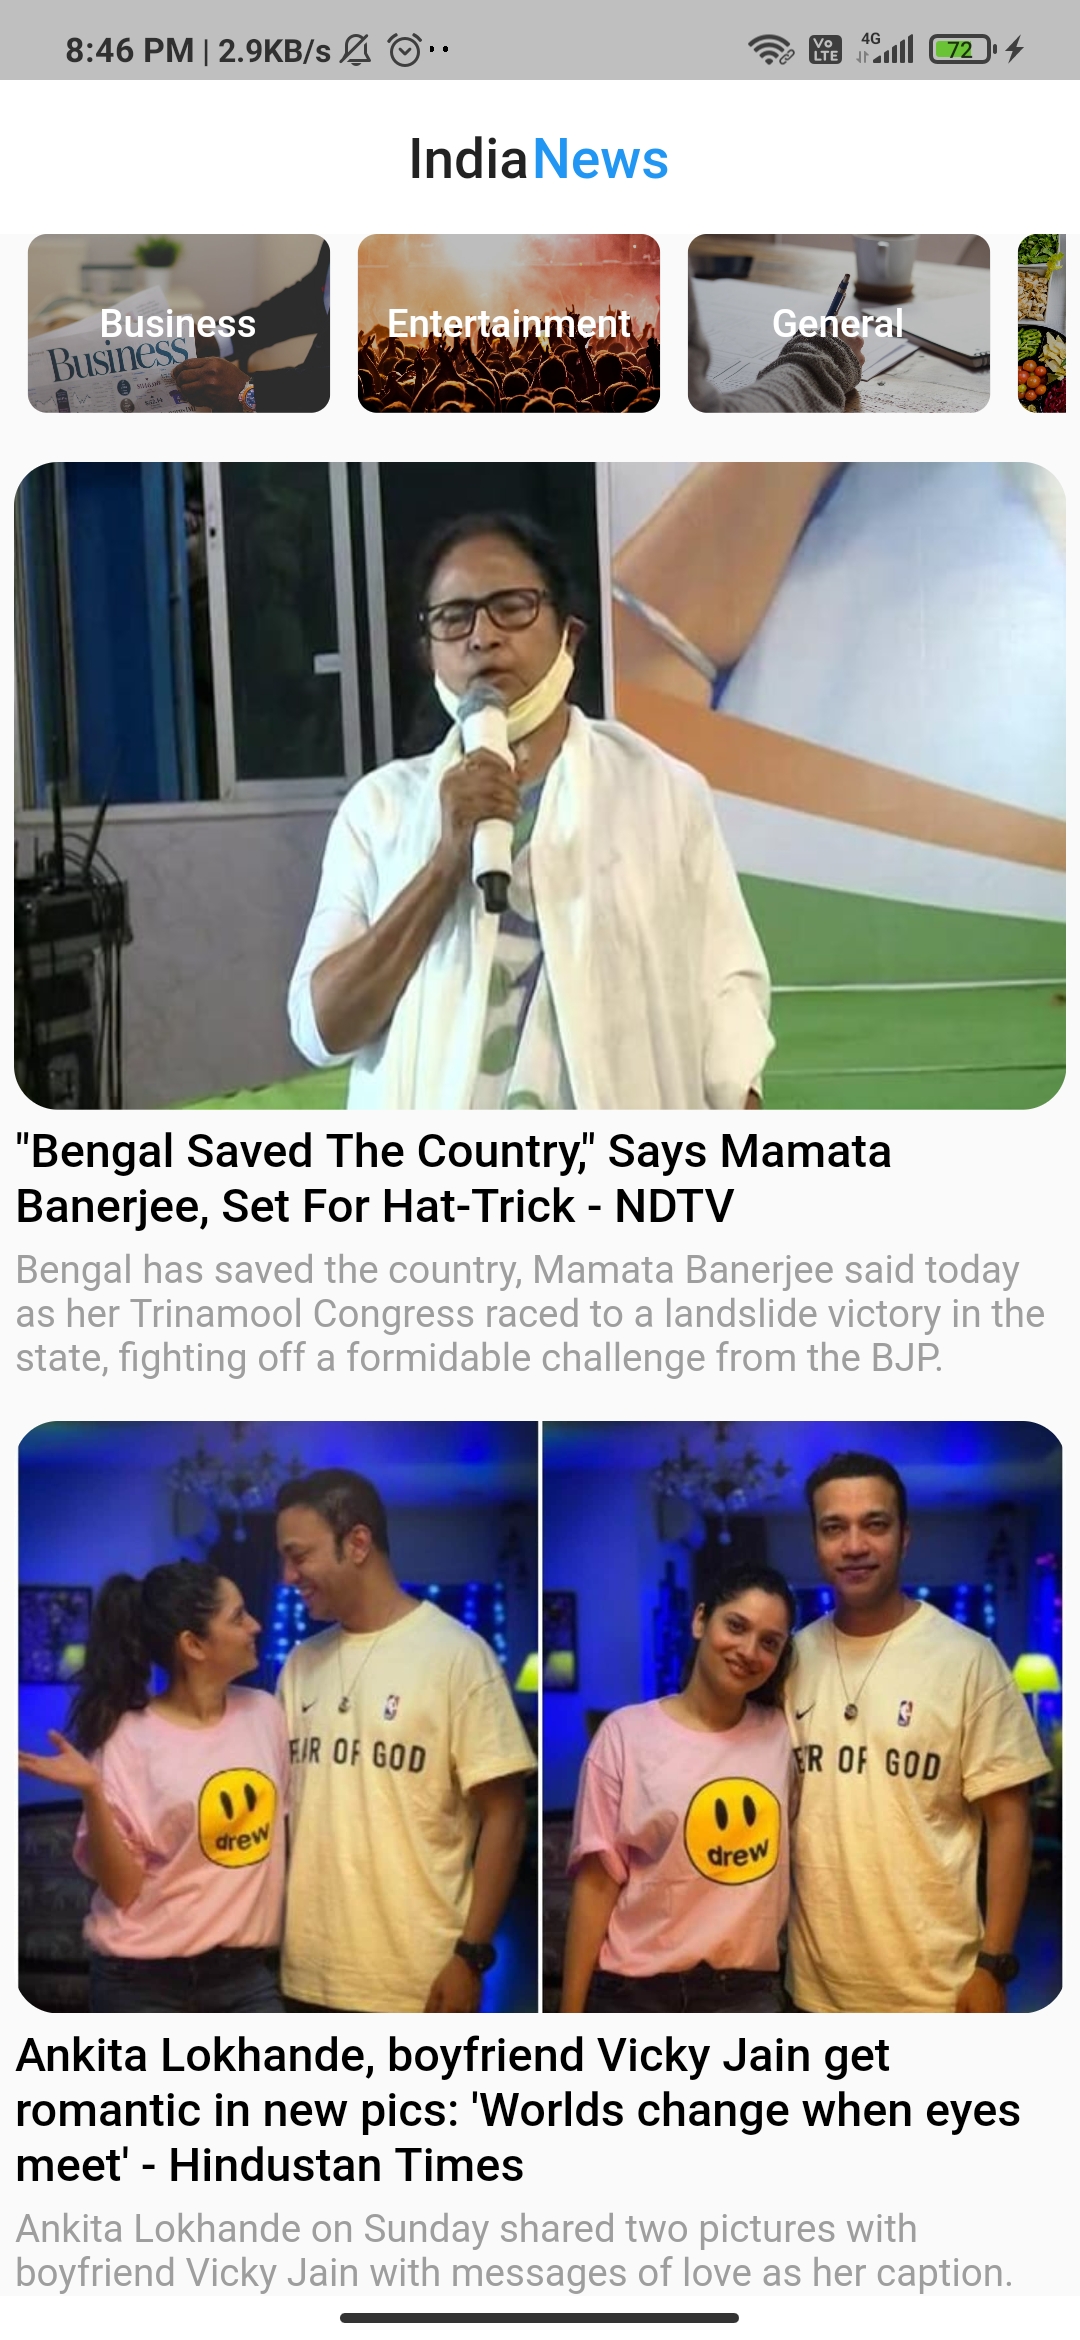 8:46 PM | 2.9KB/s
Vo
LTE
4G
72
IndiaNews
Business
Business
Entertainment
General
"Bengal Saved The Country," Says Mamata
Banerjee, Set For Hat-Trick - NDTV
Bengal has saved the country, Mamata Banerjee said today
as her Trinamool Congress raced to a landslide victory in the
state, fighting off a formidable challenge from the BJP.
OF GOD
drew
OF GOD
drew
Ankita Lokhande, boyfriend Vicky Jain get
romantic in new pics: 'Worlds change when eyes
meet' - Hindustan Times
Ankita Lokhande on Sunday shared two pictures with
boyfriend Vicky Jain with messages of love as her caption.